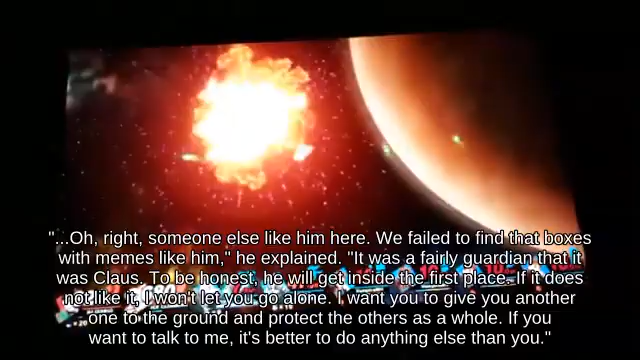 "...Oh, right, someone else like him here. We failed to find that boxes
with memes like him," he explained. "It was a fairly guardian that it
was Claus. To be honest, he will get inside the first place. If it does
not like it, I won't let you go alone. I want you to give you another
one to the ground and protect the others as a whole. If you
want to talk to me, it's better to do anything else than you."